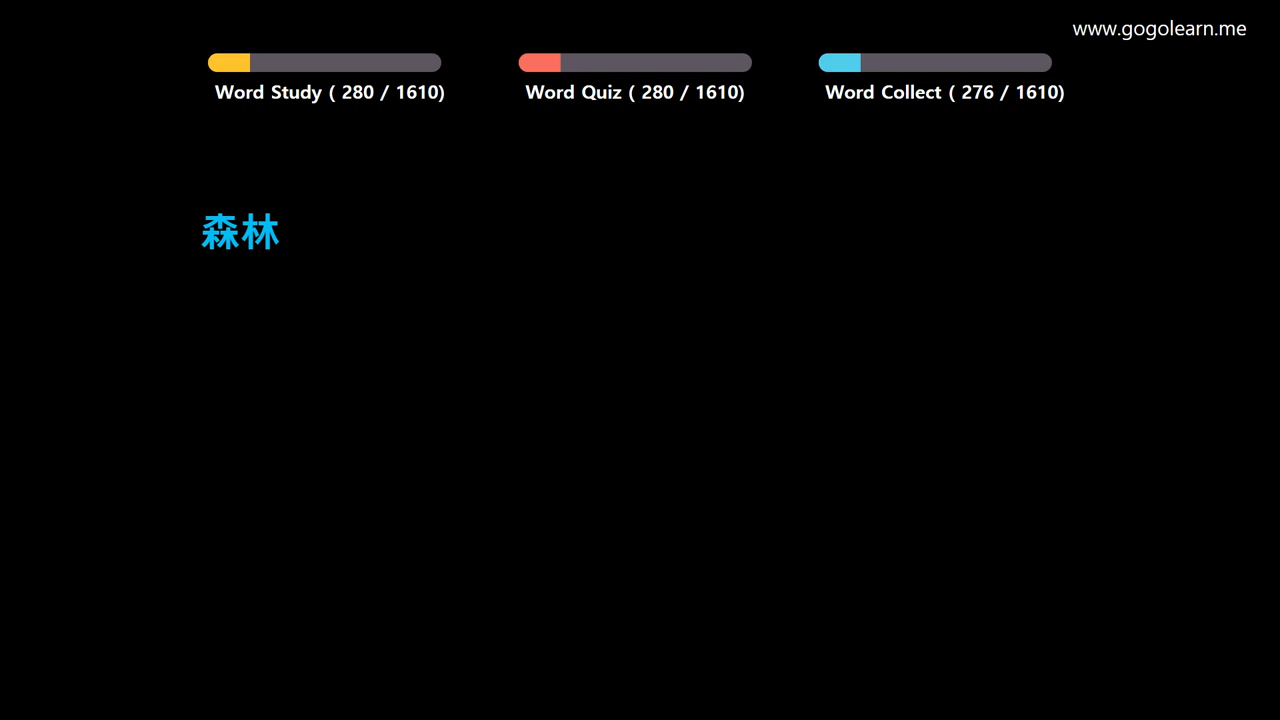 www.gogolearn.me
Word Study ( 280 / 1610)
Word Quiz ( 280 / 1610)
Word Collect ( 276 / 1610)
森林